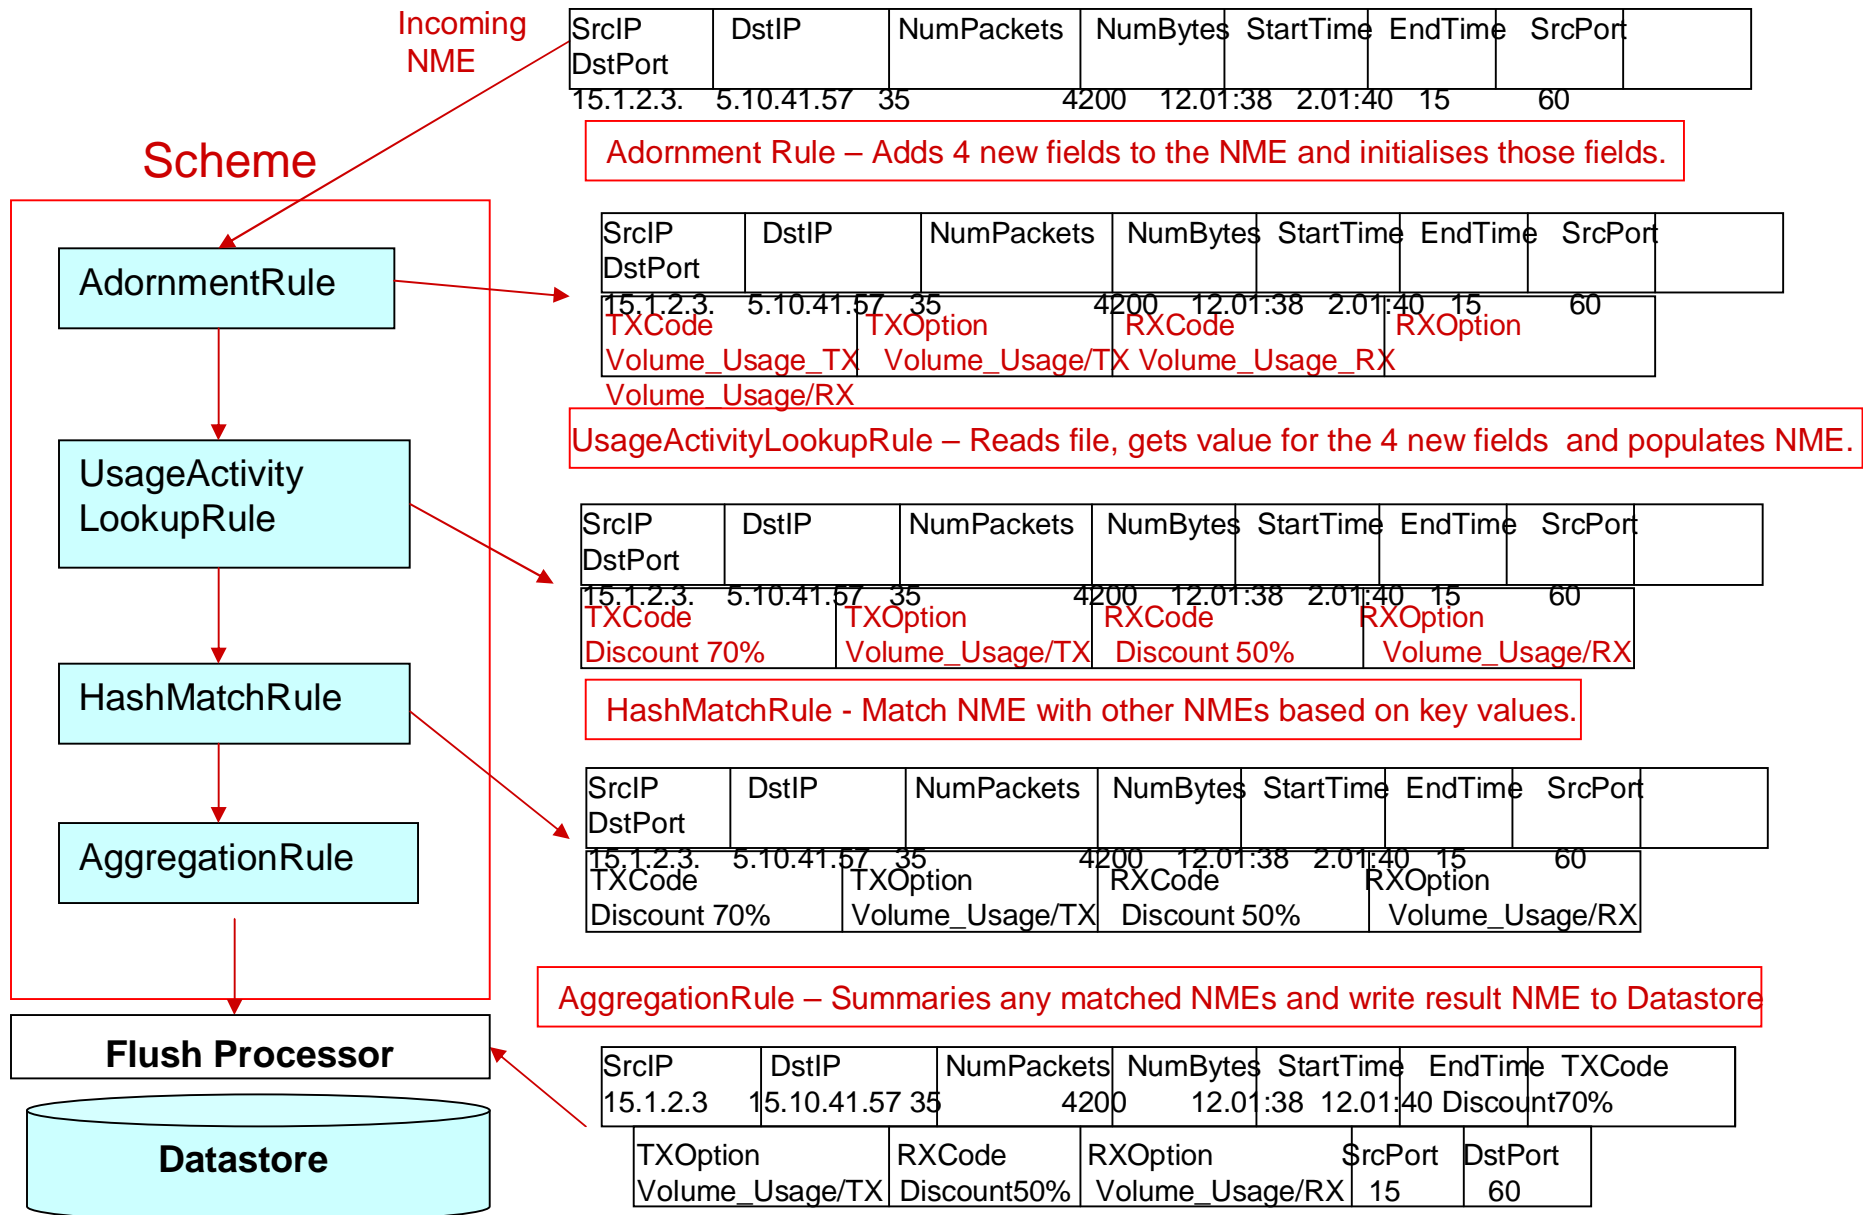 Incoming
NME
SrcIP DstIP NumPackets NumBytes StartTime EndTime SrcPort
DstPort
15.1.2.3. 5.10.41.57 35 4200 12.01:38 2.01:40 15 60
Adornment Rule – Adds 4 new fields to the NME and initialises those fields.
Scheme
SrcIP DstIP NumPackets NumBytes StartTime EndTime SrcPort
DstPort
15.1.2.3. 5.10.41.57 35 4200 12.01:38 2.01:40 15 60
AdornmentRule
TXCode TXOption RXCode RXOption
Volume_Usage_TX Volume_Usage/TX Volume_Usage_RX
Volume_Usage/RX
UsageActivityLookupRule – Reads file, gets value for the 4 new fields and populates NME.
UsageActivity
LookupRule
SrcIP DstIP NumPackets NumBytes StartTime EndTime SrcPort
DstPort
15.1.2.3. 5.10.41.57 35 4200 12.01:38 2.01:40 15 60
TXCode TXOption RXCode RXOption
Discount 70% Volume_Usage/TX Discount 50% Volume_Usage/RX
HashMatchRule
HashMatchRule - Match NME with other NMEs based on key values.
SrcIP DstIP NumPackets NumBytes StartTime EndTime SrcPort
DstPort
15.1.2.3. 5.10.41.57 35 4200 12.01:38 2.01:40 15 60
TXCode TXOption RXCode RXOption
Discount 70% Volume_Usage/TX Discount 50% Volume_Usage/RX
AggregationRule
AggregationRule – Summaries any matched NMEs and write result NME to Datastore
Flush Processor
SrcIP DstIP NumPackets NumBytes StartTime EndTime TXCode
15.1.2.3 15.10.41.57 35 4200 12.01:38 12.01:40 Discount70%
TXOption RXCode RXOption SrcPort DstPort
Volume_Usage/TX Discount50% Volume_Usage/RX 15 60
Datastore